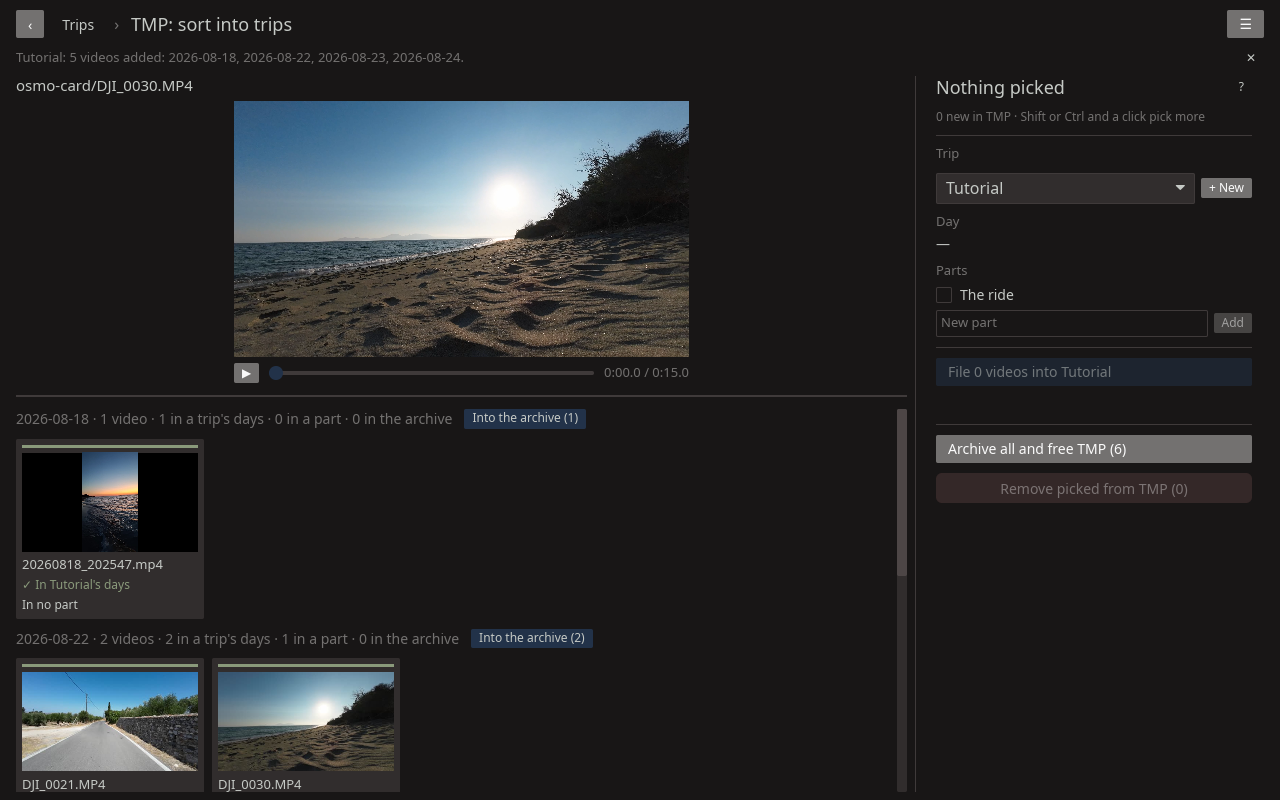 ‹ Trips › TMP: sort into trips ☰
Tutorial: 5 videos added: 2026-08-18, 2026-08-22, 2026-08-23, 2026-08-24. ×
osmo-card/DJI_0030.MP4
▶ 0:00.0 / 0:15.0
2026-08-18 · 1 video · 1 in a trip's days · 0 in a part · 0 in the archive Into the archive (1)
20260818_202547.mp4
✓ In Tutorial's days
In no part
2026-08-22 · 2 videos · 2 in a trip's days · 1 in a part · 0 in the archive Into the archive (2)
DJI_0021.MP4 DJI_0030.MP4
Nothing picked ?
0 new in TMP · Shift or Ctrl and a click pick more
Trip
Tutorial + New
Day
—
Parts
The ride
New part Add
File 0 videos into Tutorial
Archive all and free TMP (6)
Remove picked from TMP (0)